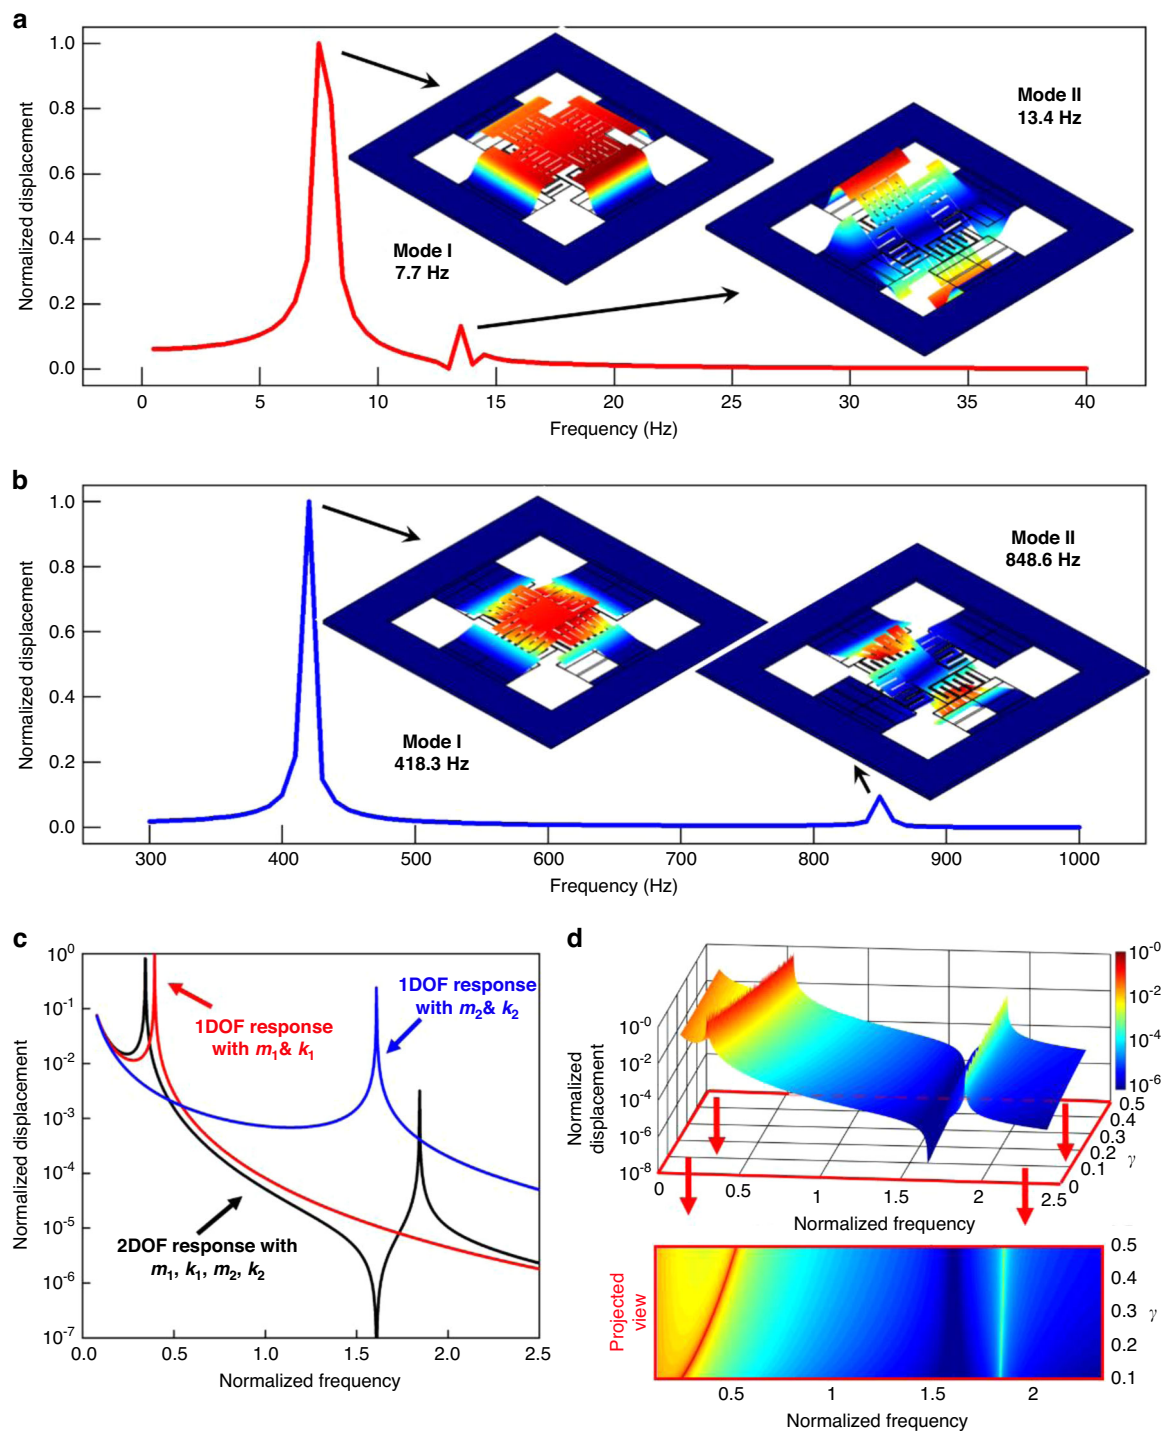 a
Normalized displacement
1.0
0.8
0.6
0.4
0.2
0.0
Mode I
7.7 Hz
Mode II
13.4 Hz
0 5 10 15 20 25 30 35 40
Frequency (Hz)
b
Normalized displacement
1.0
0.8
0.6
0.4
0.2
0.0
Mode I
418.3 Hz
Mode II
848.6 Hz
300 400 500 600 700 800 900 1000
Frequency (Hz)
c
Normalized displacement
10^0
10^-1
10^-2
10^-3
10^-4
10^-5
10^-6
10^-7
1DOF response
with m1& k1
1DOF response
with m2& k2
2DOF response with
m1, k1, m2, k2
0.0 0.5 1.0 1.5 2.0 2.5
Normalized frequency
d
Normalized
displacement
10^-0
10^-2
10^-4
10^-6
10^-8
10^-0
10^-2
10^-4
10^-6
0.5
0.4
0.3
0.2
0.1
0
γ
0 0.5 1 1.5 2 2.5
Normalized frequency
Projected
view
0.5
0.4
0.3
0.2
0.1
γ
0.5 1 1.5 2
Normalized frequency